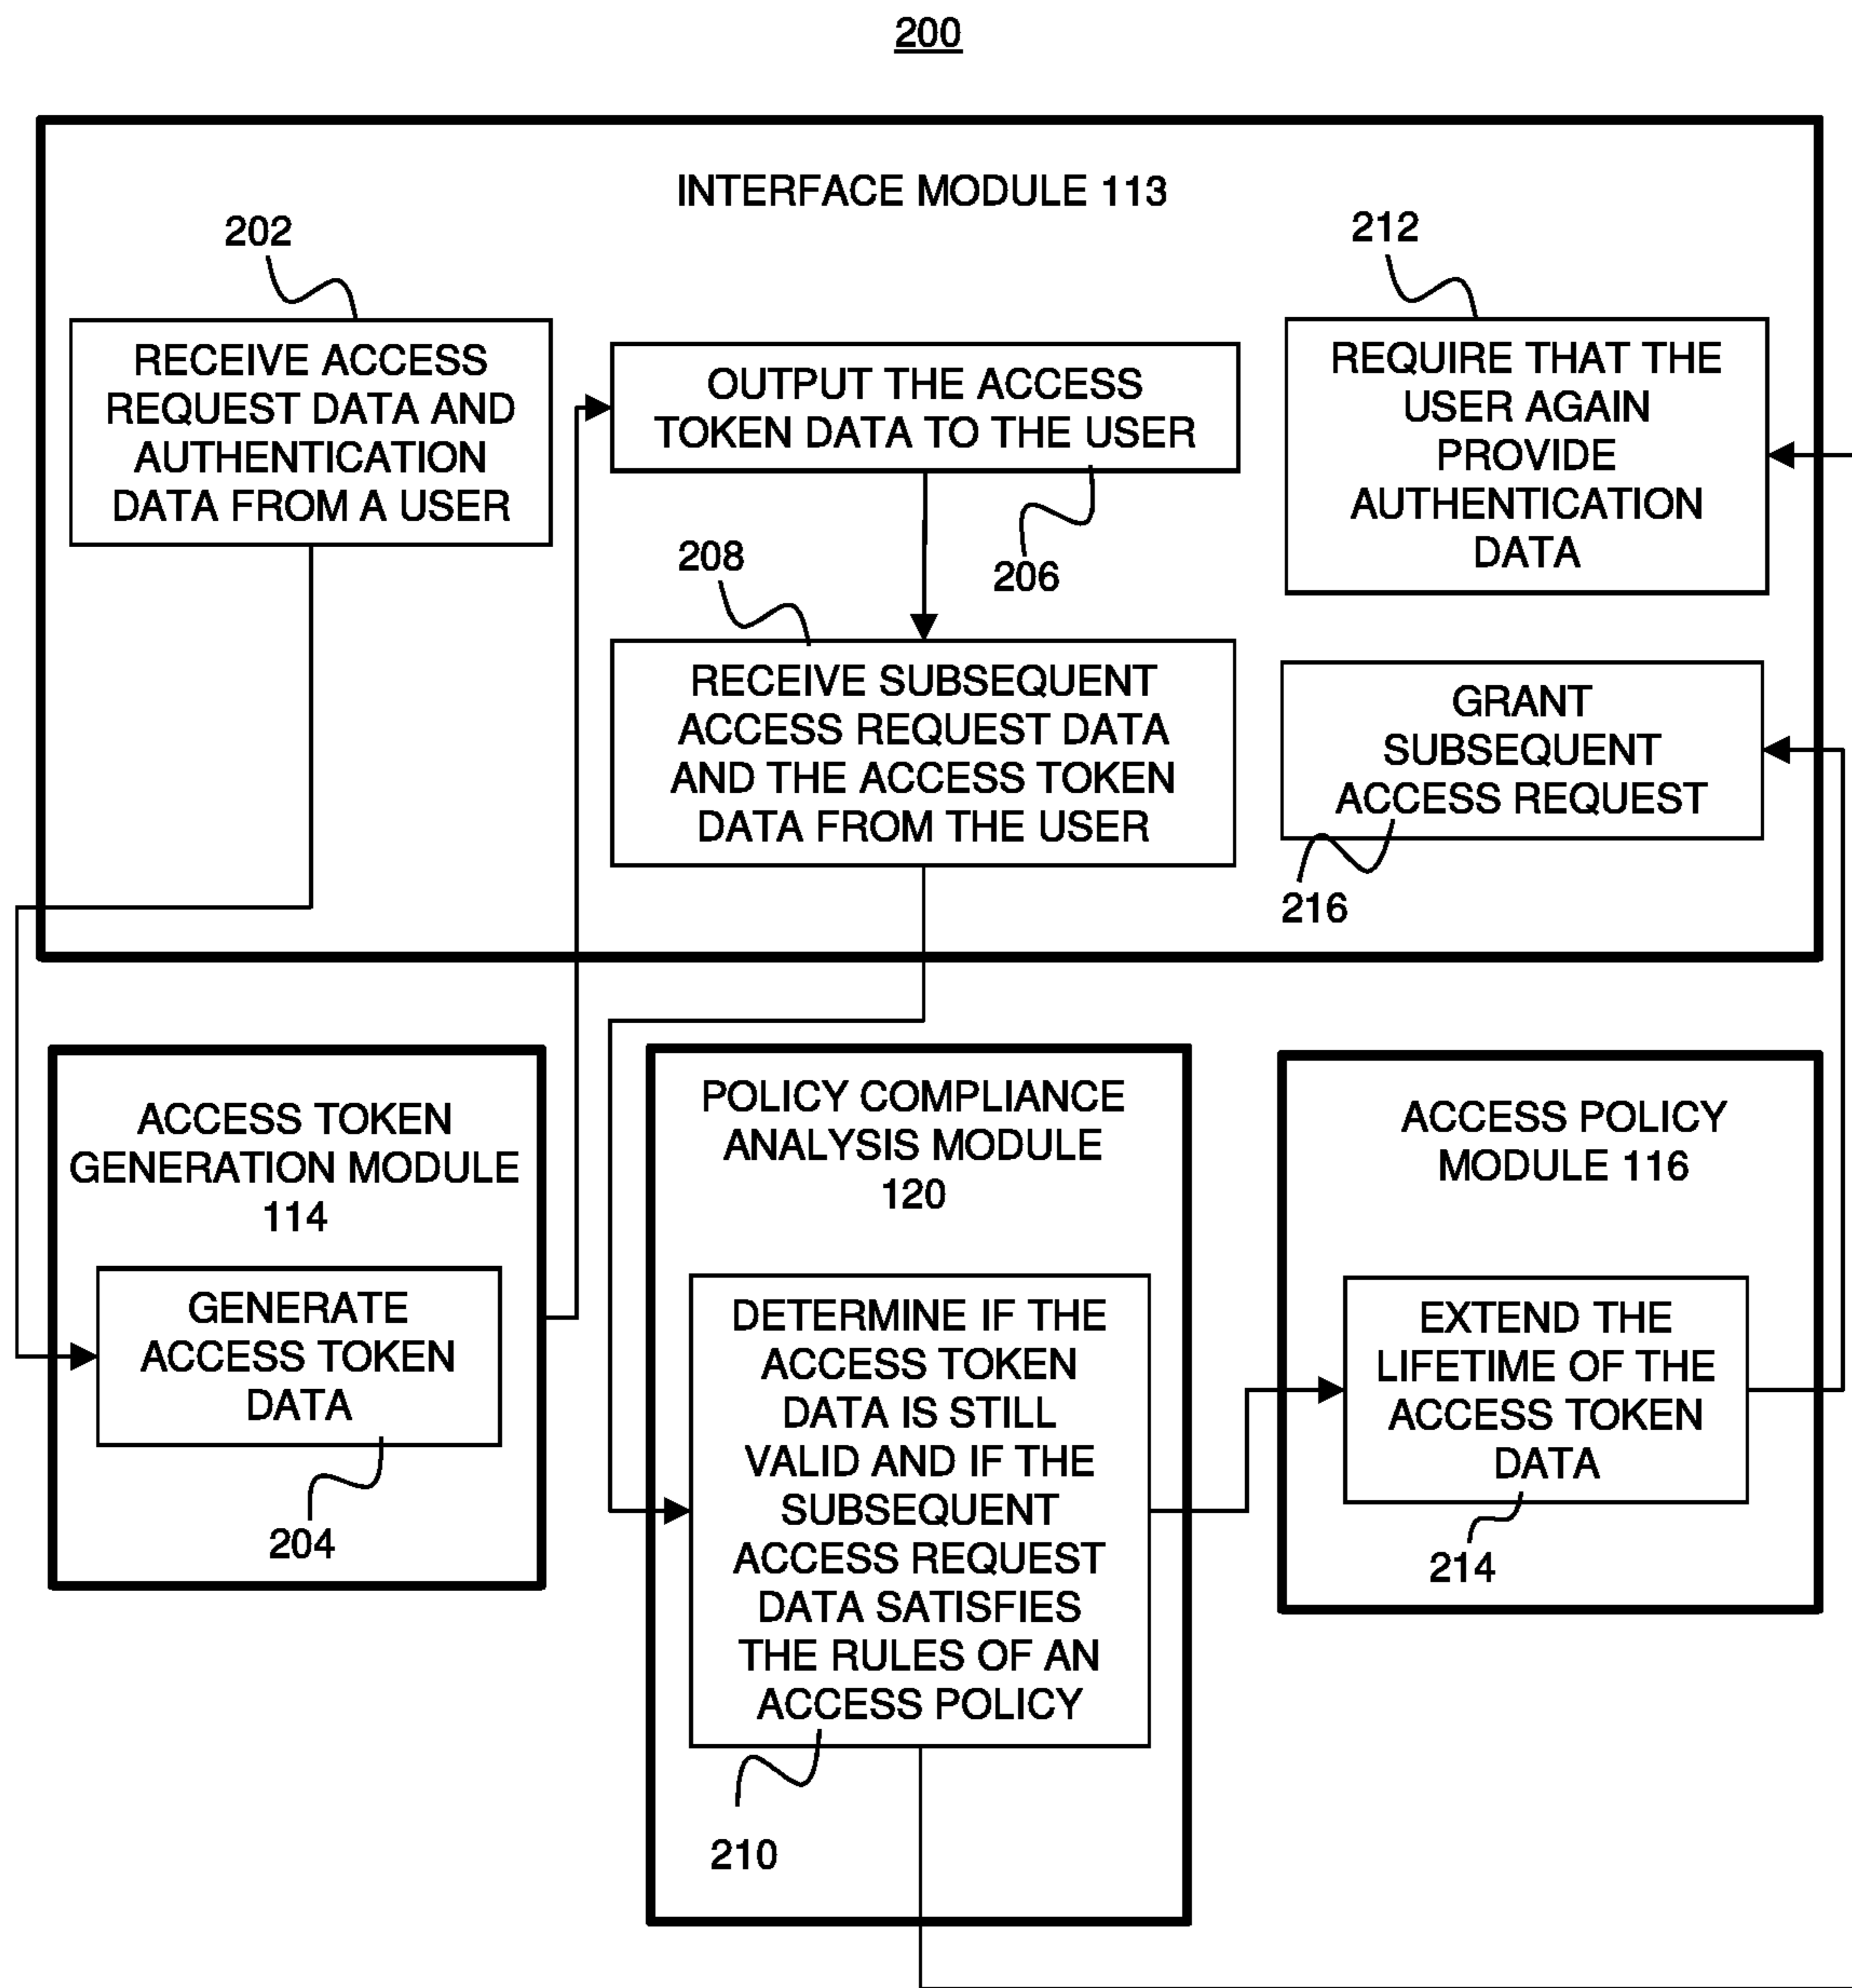 200
INTERFACE MODULE 113
202
RECEIVE ACCESS
REQUEST DATA AND
AUTHENTICATION
DATA FROM A USER
OUTPUT THE ACCESS
TOKEN DATA TO THE USER
206
208
RECEIVE SUBSEQUENT
ACCESS REQUEST DATA
AND THE ACCESS TOKEN
DATA FROM THE USER
212
REQUIRE THAT THE
USER AGAIN
PROVIDE
AUTHENTICATION
DATA
GRANT
SUBSEQUENT
ACCESS REQUEST
216
ACCESS TOKEN
GENERATION MODULE
114
GENERATE
ACCESS TOKEN
DATA
204
POLICY COMPLIANCE
ANALYSIS MODULE
120
DETERMINE IF THE
ACCESS TOKEN
DATA IS STILL
VALID AND IF THE
SUBSEQUENT
ACCESS REQUEST
DATA SATISFIES
THE RULES OF AN
ACCESS POLICY
210
ACCESS POLICY
MODULE 116
EXTEND THE
LIFETIME OF THE
ACCESS TOKEN
DATA
214